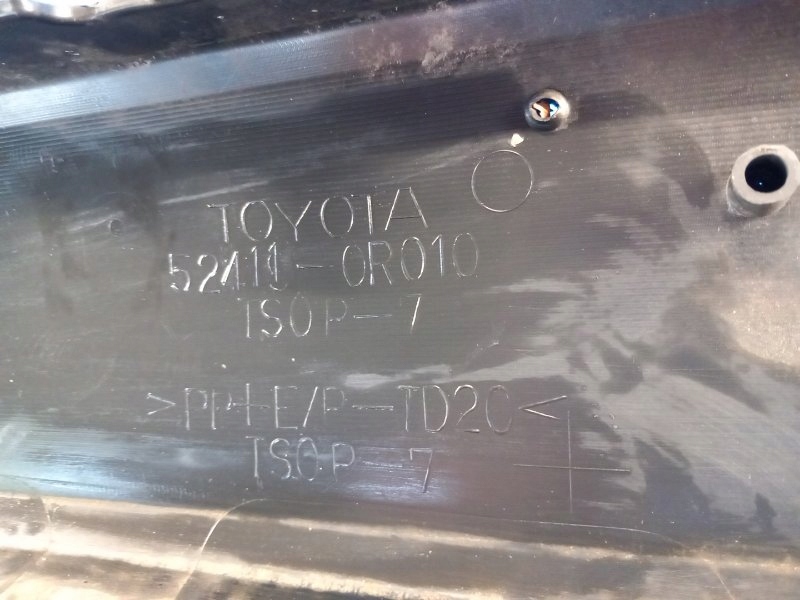 TOYOTA
52411-0R010
TSOP-7
>PP+E/P-TD20<
TSOP-7